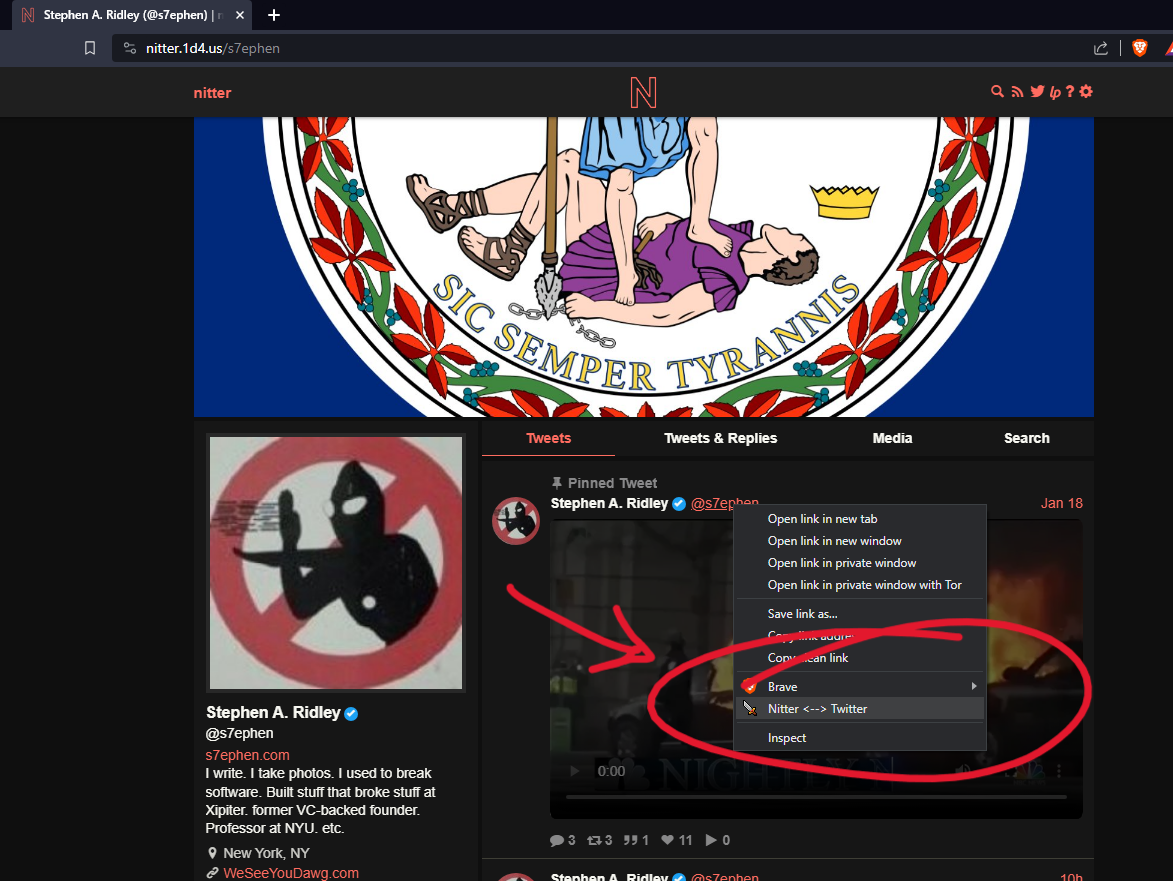 Stephen A. Ridley (@s7ephen) |
nitter.1d4.us/s7ephen
nitter
N
SIC SEMPER TYRANNIS
Tweets
Tweets & Replies
Media
Search
Pinned Tweet
Stephen A. Ridley @s7ephen
Jan 18
Open link in new tab
Open link in new window
Open link in private window
Open link in private window with Tor
Save link as...
Copy link addre
Copy clean link
Brave
Nitter <--> Twitter
Inspect
0:00
NIGHTLY N
3 3 1 11 0
Stephen A. Ridley
@s7ephen
s7ephen.com
I write. I take photos. I used to break
software. Built stuff that broke stuff at
Xipiter. former VC-backed founder.
Professor at NYU. etc.
New York, NY
WeSeeYouDawg.com
Stephen A. Ridley @s7ephen
10h